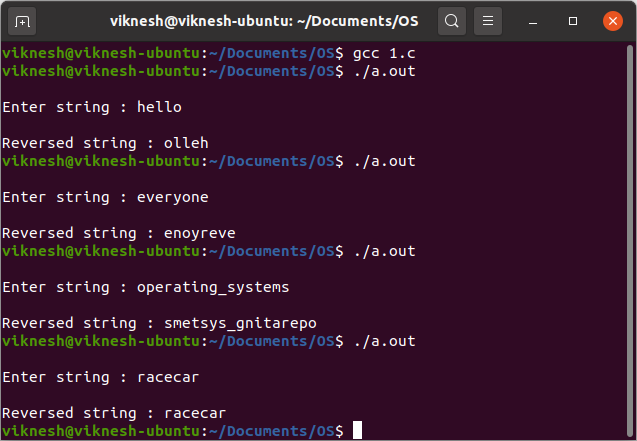 viknesh@viknesh-ubuntu: ~/Documents/OS
viknesh@viknesh-ubuntu:~/Documents/OS$ gcc 1.c
viknesh@viknesh-ubuntu:~/Documents/OS$ ./a.out
Enter string : hello
Reversed string : olleh
viknesh@viknesh-ubuntu:~/Documents/OS$ ./a.out
Enter string : everyone
Reversed string : enoyreve
viknesh@viknesh-ubuntu:~/Documents/OS$ ./a.out
Enter string : operating_systems
Reversed string : smetsys_gnitarepo
viknesh@viknesh-ubuntu:~/Documents/OS$ ./a.out
Enter string : racecar
Reversed string : racecar
viknesh@viknesh-ubuntu:~/Documents/OS$